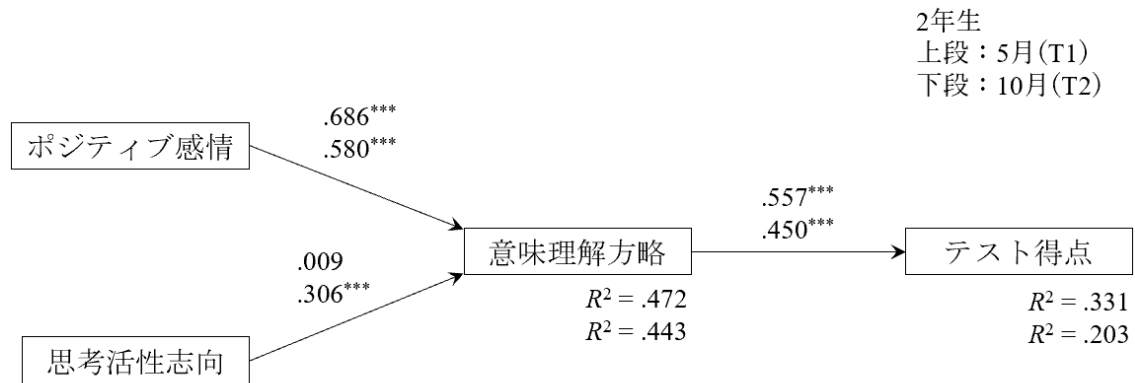 2年生
上段：5月(T1)
下段：10月(T2)
.686***
.580***
ポジティブ感情
.557***
.450***
意味理解方略
テスト得点
.009
.306***
R² = .472
R² = .443
R² = .331
R² = .203
思考活性志向